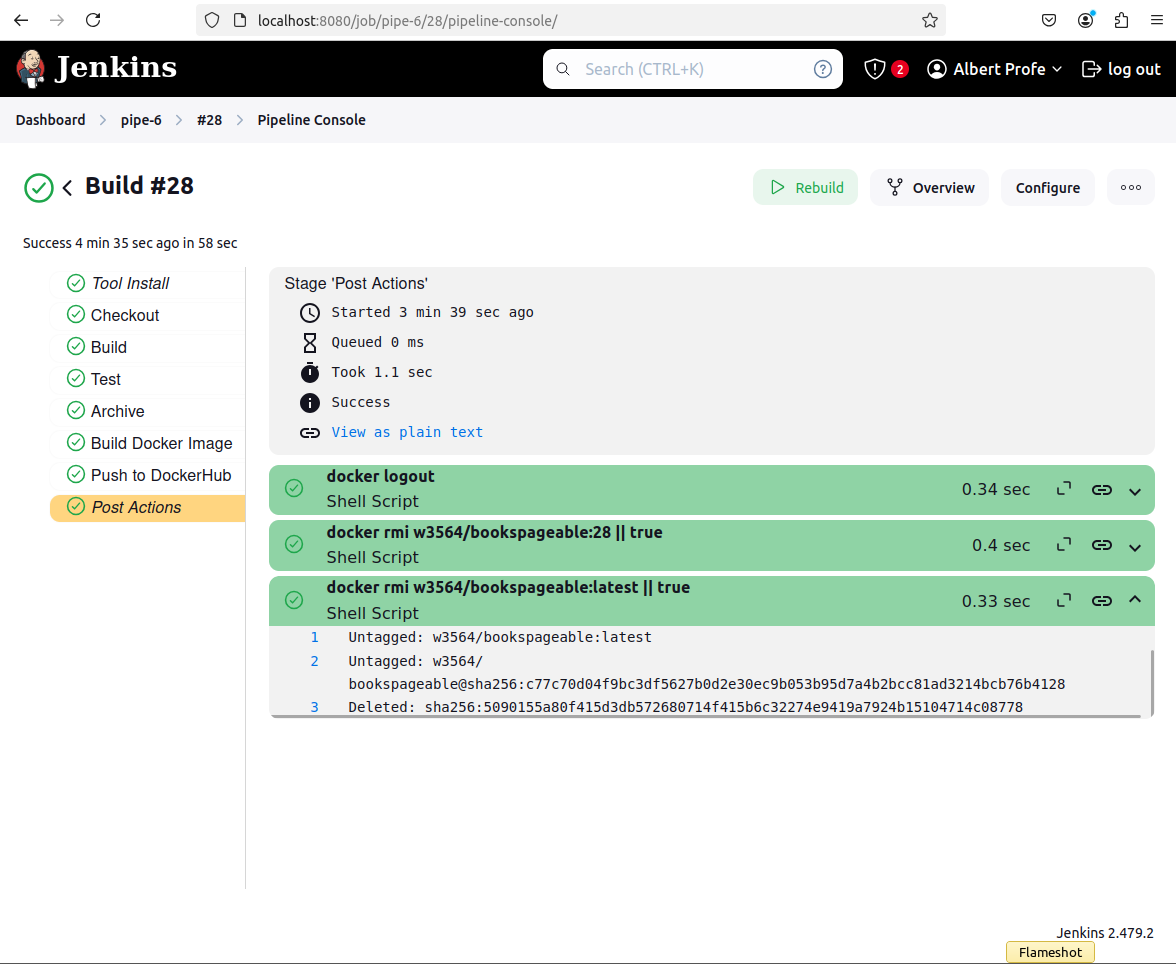 localhost:8080/job/pipe-6/28/pipeline-console/
Jenkins
Search (CTRL+K)
2
Albert Profe
log out
Dashboard
pipe-6
#28
Pipeline Console
Build #28
Rebuild
Overview
Configure
Success 4 min 35 sec ago in 58 sec
Tool Install
Checkout
Build
Test
Archive
Build Docker Image
Push to DockerHub
Post Actions
Stage 'Post Actions'
Started 3 min 39 sec ago
Queued 0 ms
Took 1.1 sec
Success
View as plain text
docker logout
Shell Script
0.34 sec
docker rmi w3564/bookspageable:28 || true
Shell Script
0.4 sec
docker rmi w3564/bookspageable:latest || true
Shell Script
0.33 sec
1 Untagged: w3564/bookspageable:latest
2 Untagged: w3564/
bookspageable@sha256:c77c70d04f9bc3df5627b0d2e30ec9b053b95d7a4b2bcc81ad3214bcb76b4128
3 Deleted: sha256:5090155a80f415d3db572680714f415b6c32274e9419a7924b15104714c08778
Jenkins 2.479.2
Flameshot